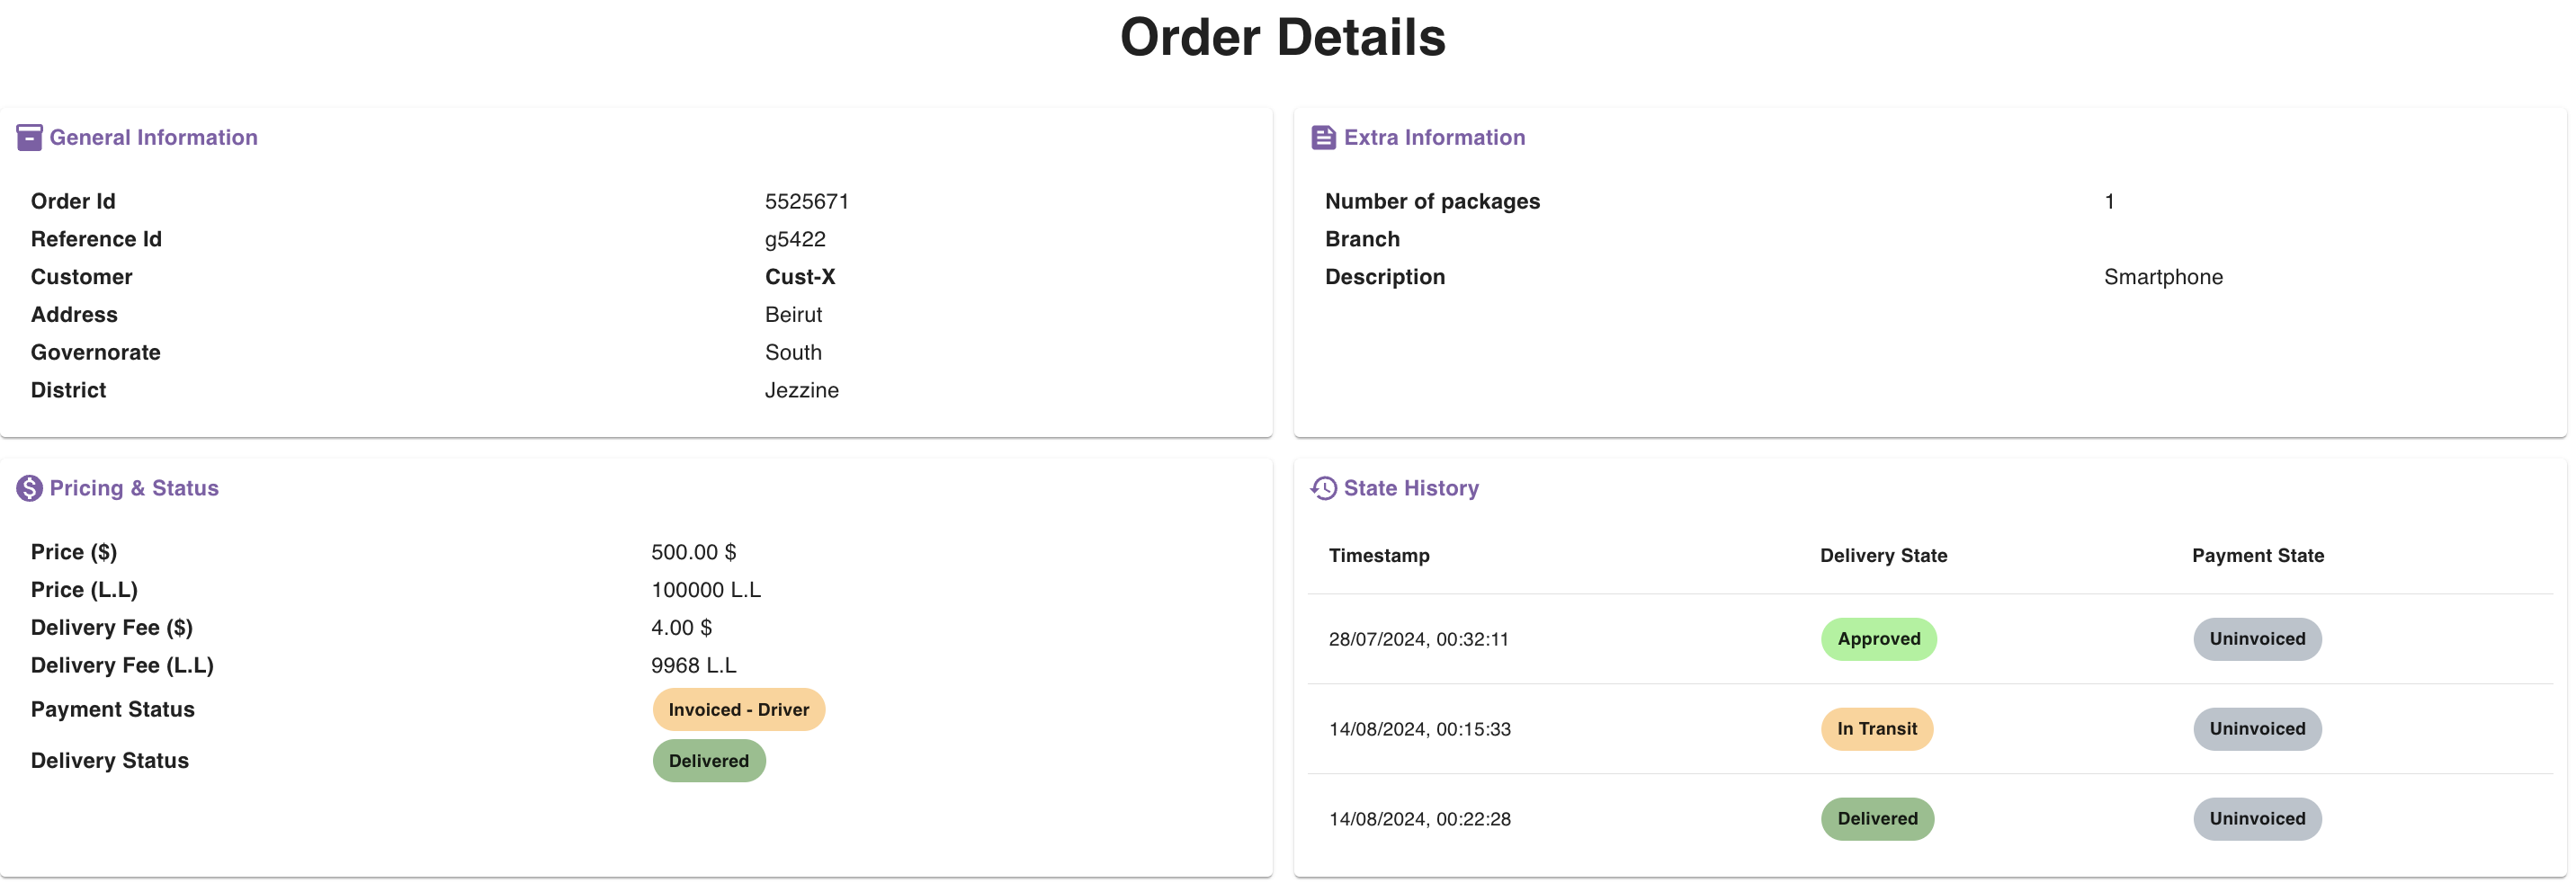 Order Details
General Information
Order Id 5525671
Reference Id g5422
Customer Cust-X
Address Beirut
Governorate South
District Jezzine
Extra Information
Number of packages 1
Branch
Description Smartphone
Pricing & Status
Price ($) 500.00 $
Price (L.L) 100000 L.L
Delivery Fee ($) 4.00 $
Delivery Fee (L.L) 9968 L.L
Payment Status Invoiced - Driver
Delivery Status Delivered
State History
Timestamp Delivery State Payment State
28/07/2024, 00:32:11 Approved Uninvoiced
14/08/2024, 00:15:33 In Transit Uninvoiced
14/08/2024, 00:22:28 Delivered Uninvoiced